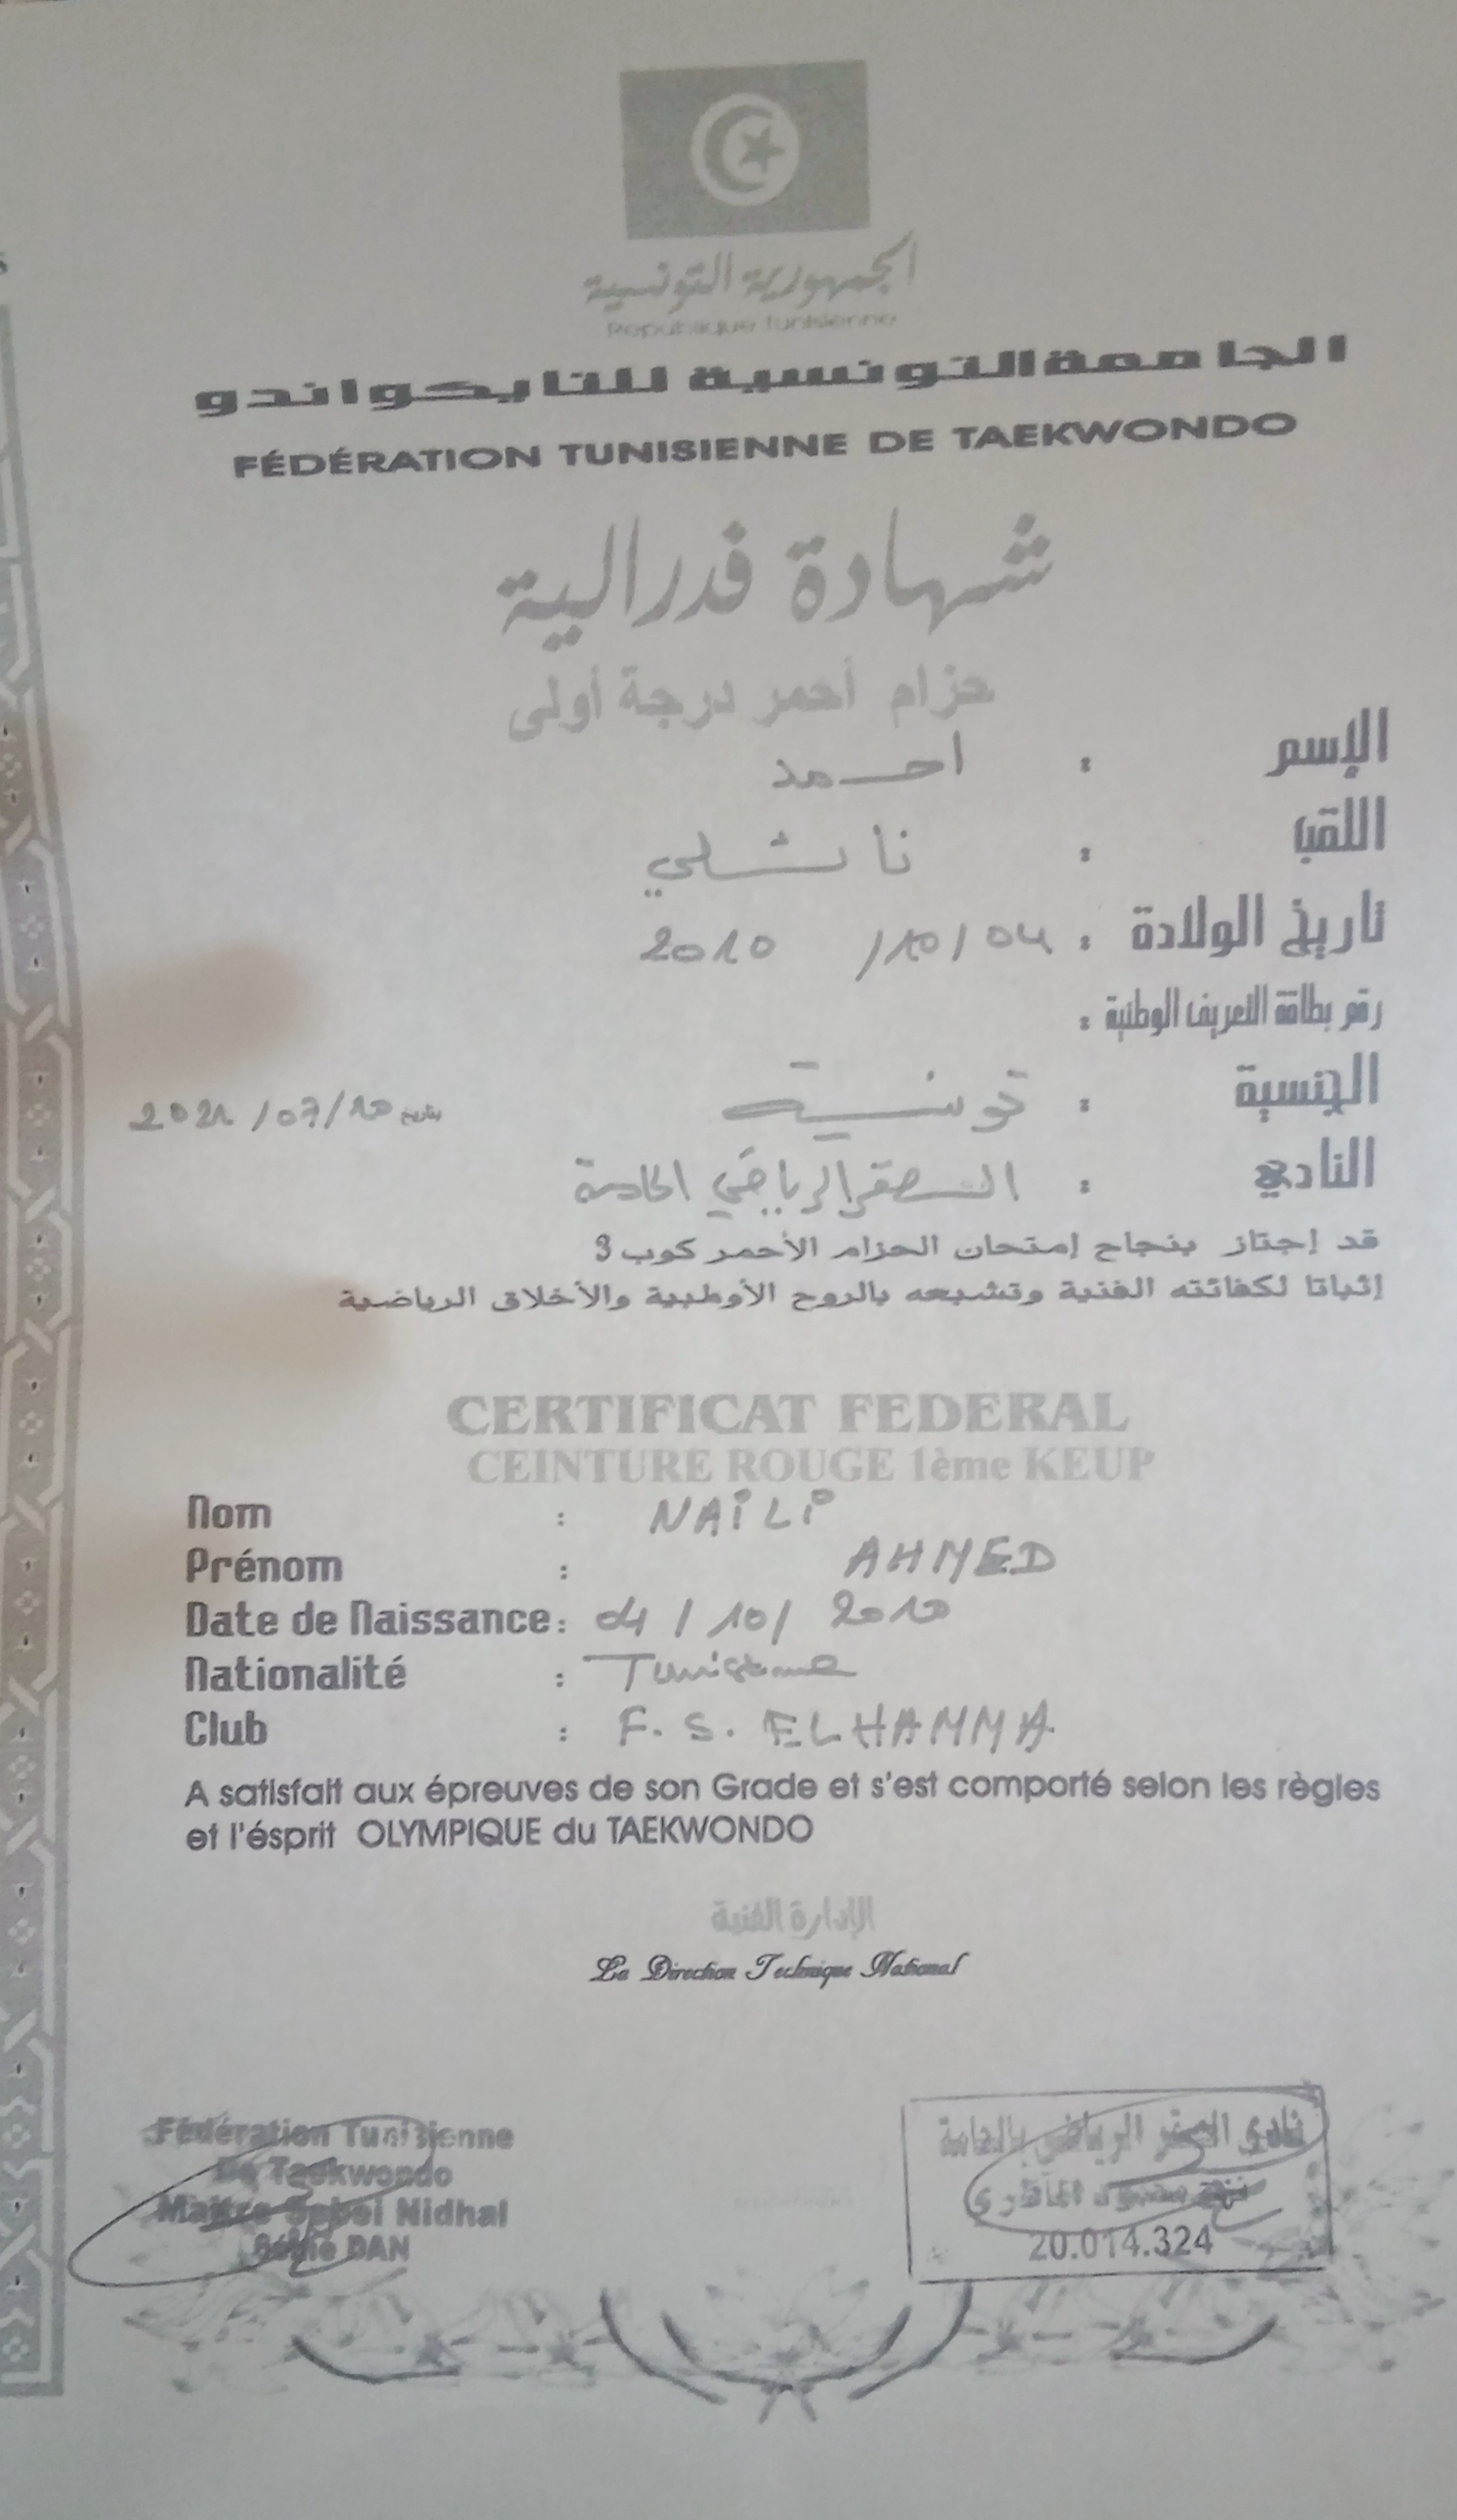 الجمهورية التونسية
République Tunisienne
الجامعة التونسية للتايكواندو
FÉDÉRATION TUNISIENNE DE TAEKWONDO
شهادة فدرالية
حزام أحمر درجة أولى
الإسم : احمد
اللقب : نائلي
تاريخ الولادة : 04 / 10 / 2010
رقم بطاقة التعريف الوطنية :
الجنسية : تونسية
بتاريخ 10 / 07 / 2021
النادي : الصقر الرياضي الحامة
قد إجتاز بنجاح إمتحان الحزام الأحمر كوب 3
إثباتا لكفائته الفنية وتشبعه بالروح الأولمبية والأخلاق الرياضية
CERTIFICAT FEDERAL
CEINTURE ROUGE 1ème KEUP
Nom : NAILI
Prénom : AHMED
Date de Naissance : 04 / 10 / 2010
Nationalité : Tunisienne
Club : F. S. ELHAMMA
A satisfait aux épreuves de son Grade et s'est comporté selon les règles
et l'ésprit OLYMPIQUE du TAEKWONDO
الإدارة الفنية
La Direction Technique National
Fédération Tunisienne
De Taekwondo
Maitre Sebei Nidhal
DAN
نادي الصقر الرياضي بالحامة
20.014.324